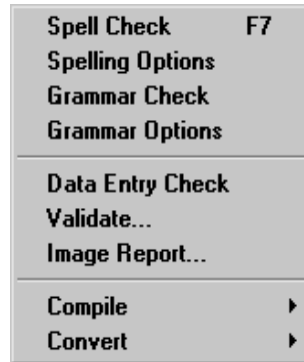 Spell Check F7
Spelling Options
Grammar Check
Grammar Options
Data Entry Check
Validate...
Image Report...
Compile
Convert